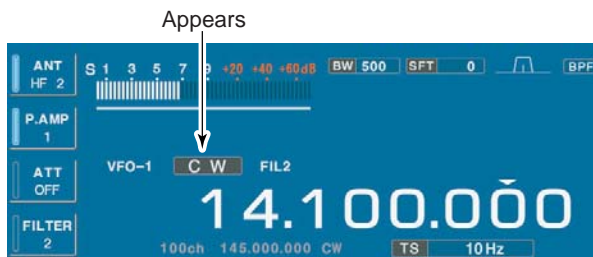 Appears
ANT
HF 2
S 1 3 5 7 9 +20 +40 +60dB BW 500 SFT 0 BPF
P.AMP
1
ATT
OFF
VFO-1 CW FIL2
14.100.000
FILTER
2
100ch 145.000.000 CW TS 10Hz